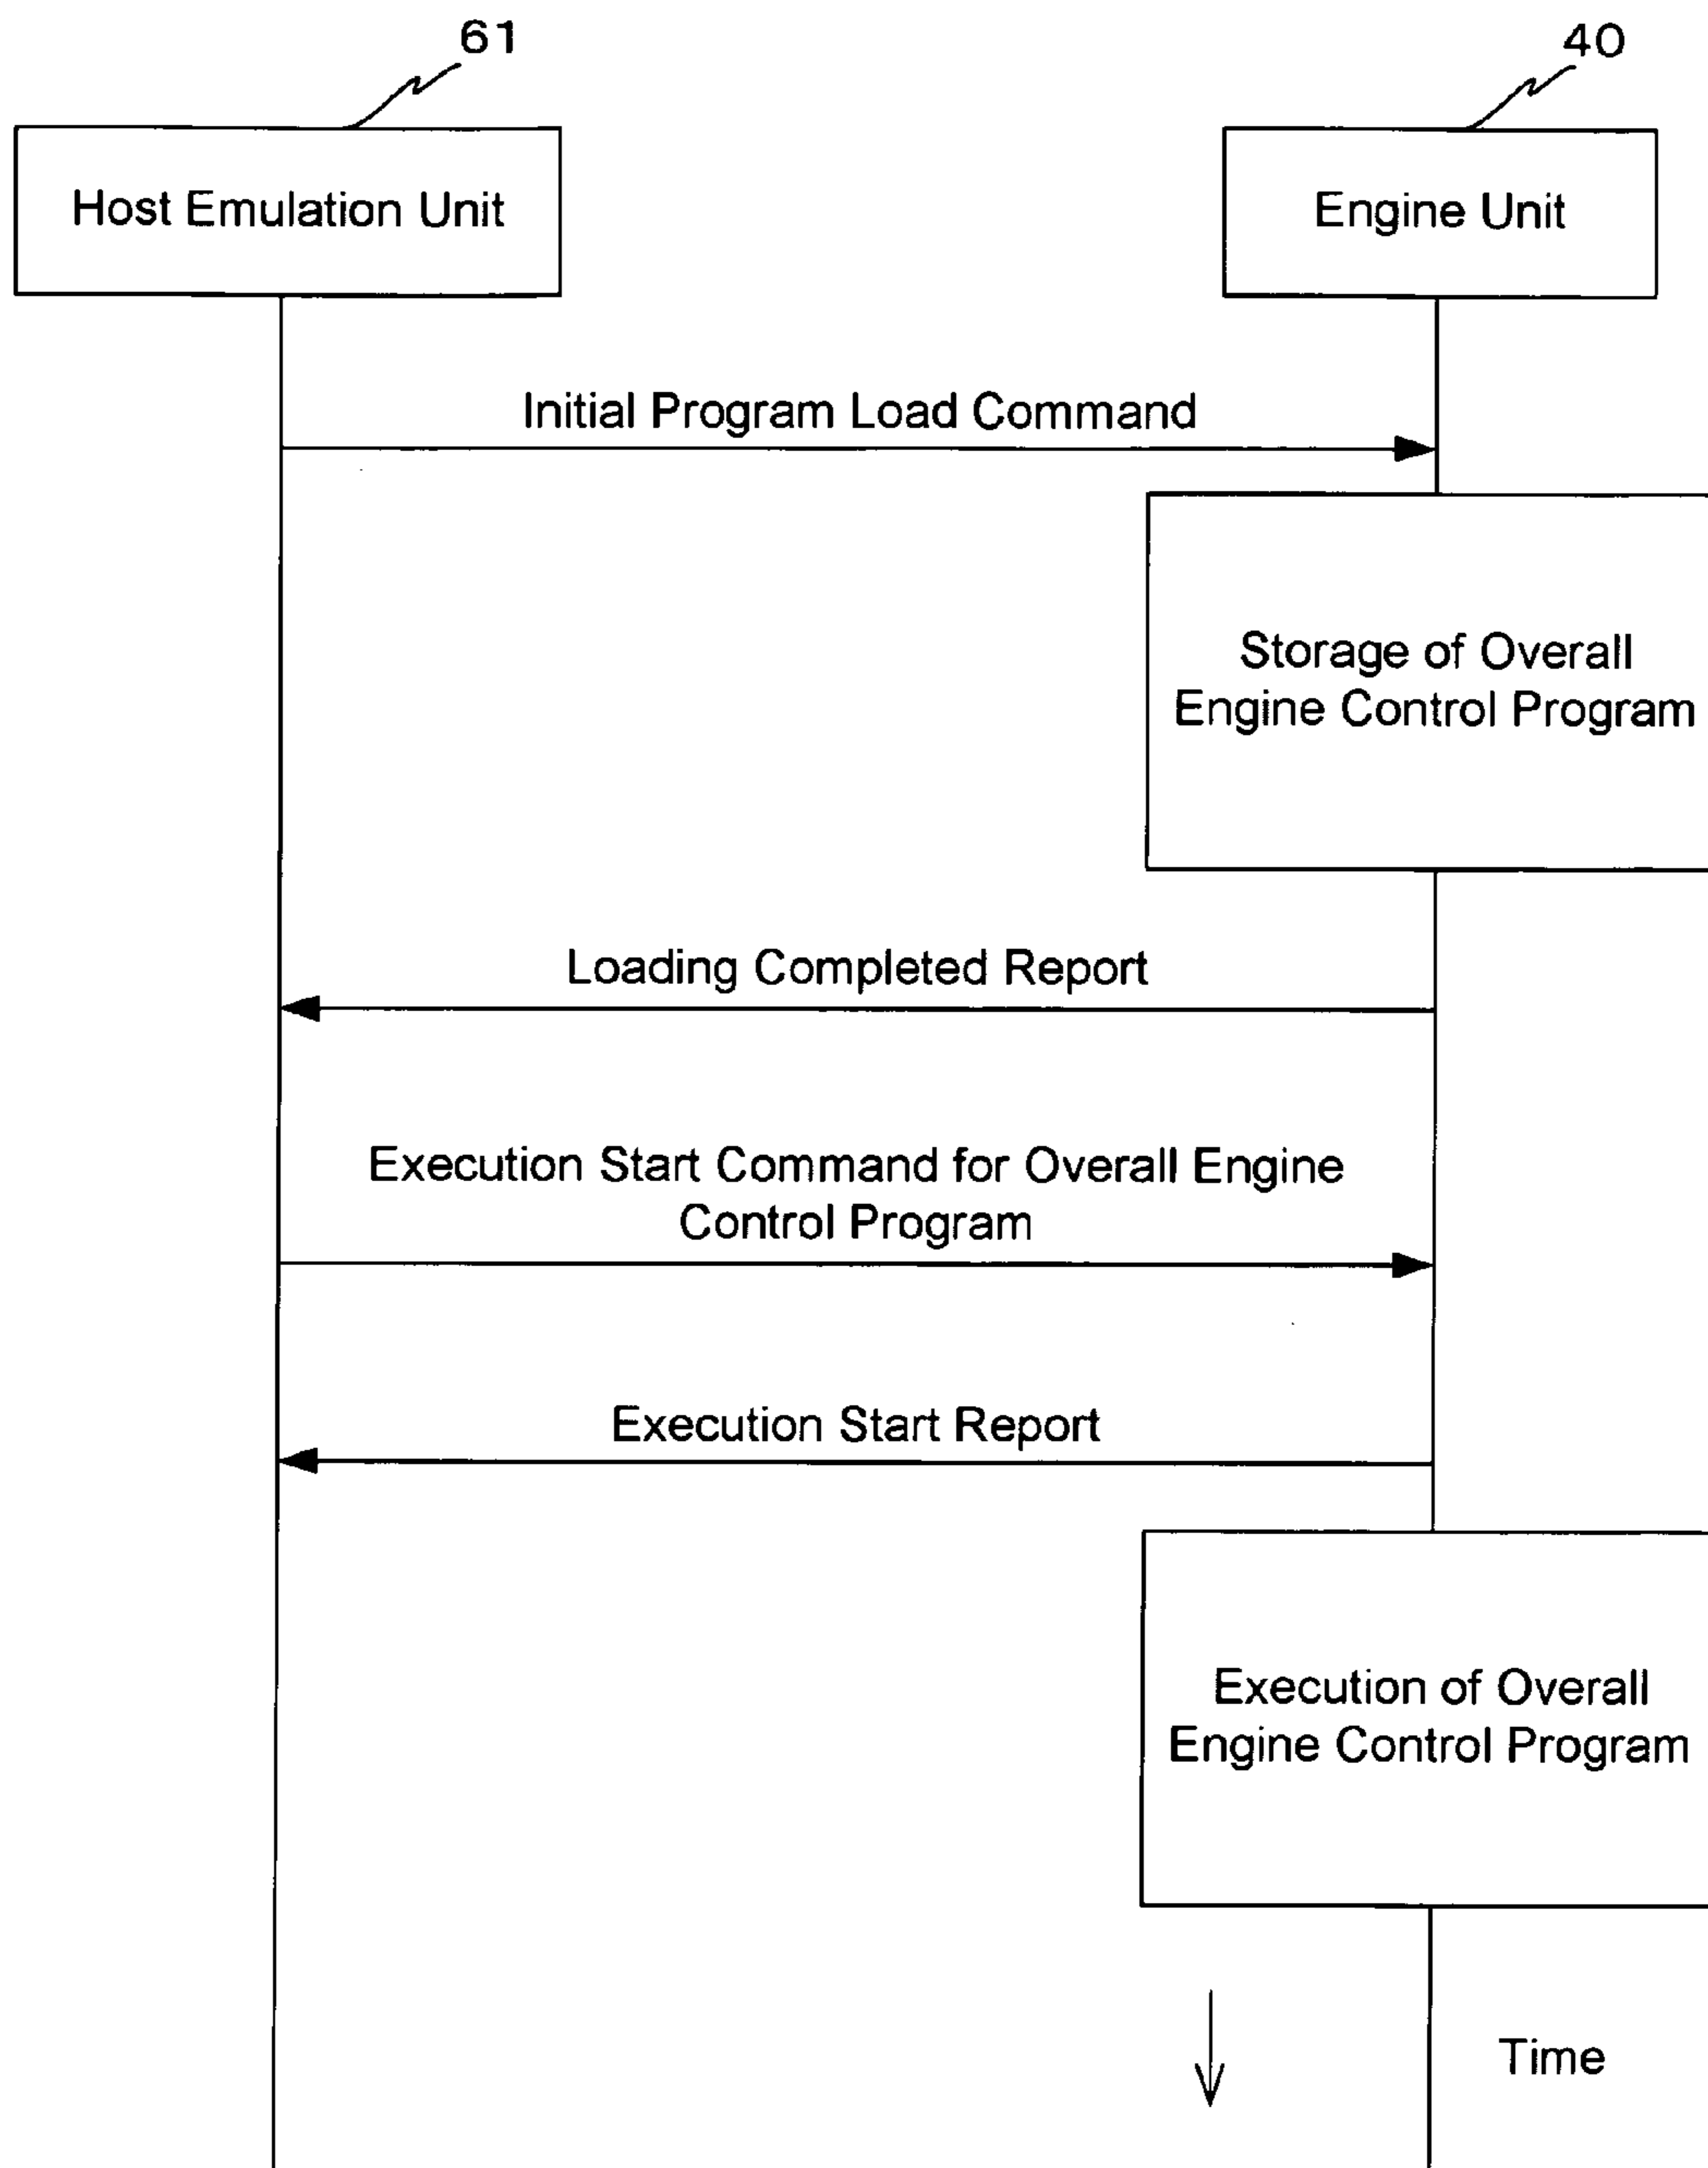 61
40
Host Emulation Unit
Engine Unit
Initial Program Load Command
Storage of Overall
Engine Control Program
Loading Completed Report
Execution Start Command for Overall Engine
Control Program
Execution Start Report
Execution of Overall
Engine Control Program
Time